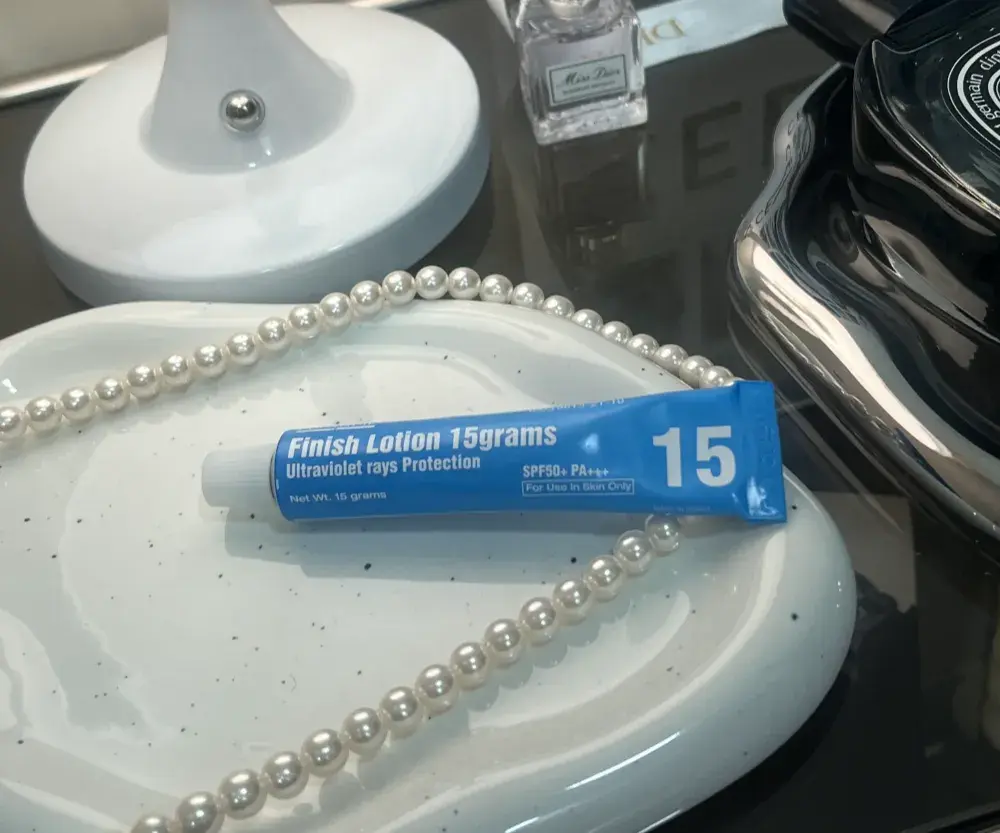 Miss Dior
germain
Finish Lotion 15grams
Ultraviolet rays Protection
SPF50+ PA+++
For Use In Skin Only
Net Wt. 15 grams
15